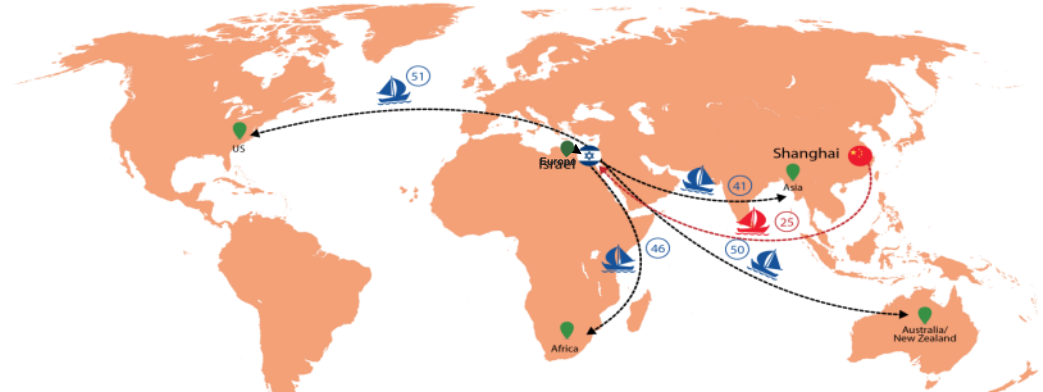 51
US
Europe
Israel
Shanghai
Asia
41
25
46
50
Africa
Australia/
New Zealand